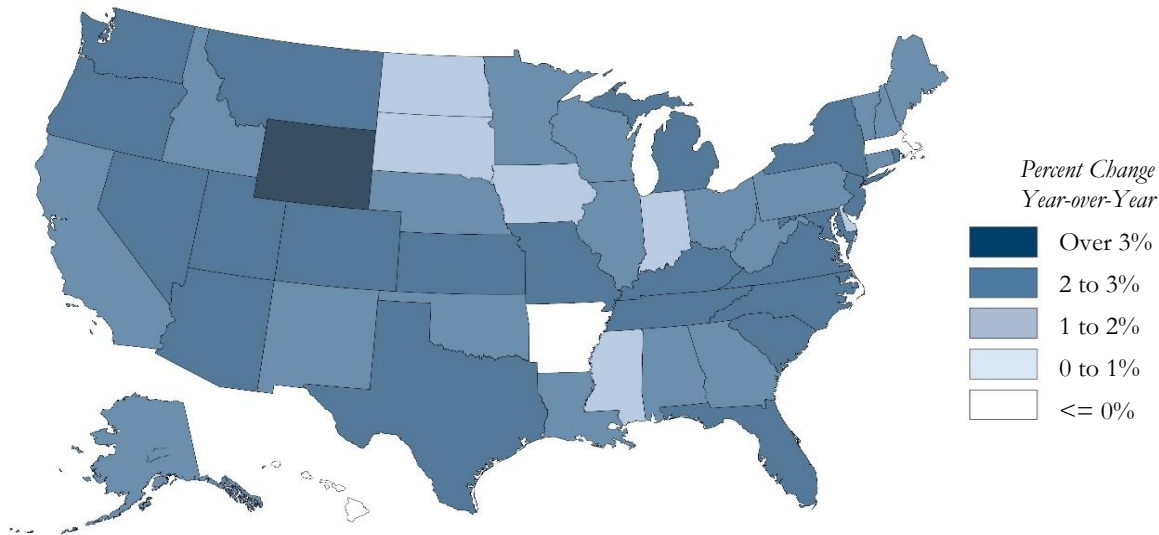 Percent Change
Year-over-Year
Over 3%
2 to 3%
1 to 2%
0 to 1%
<= 0%